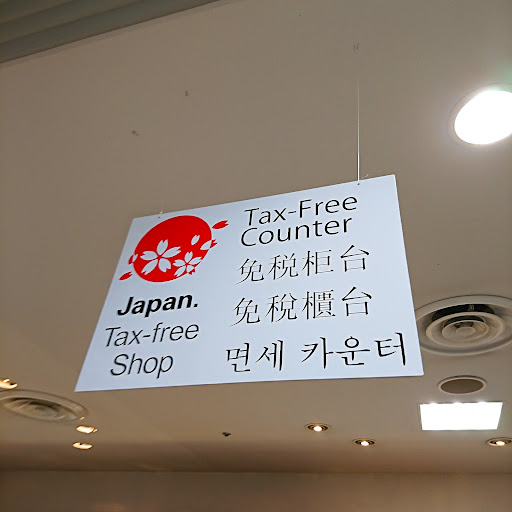 Japan.
Tax-free
Shop
Tax-Free
Counter
免税柜台
免稅櫃台
면세 카운터